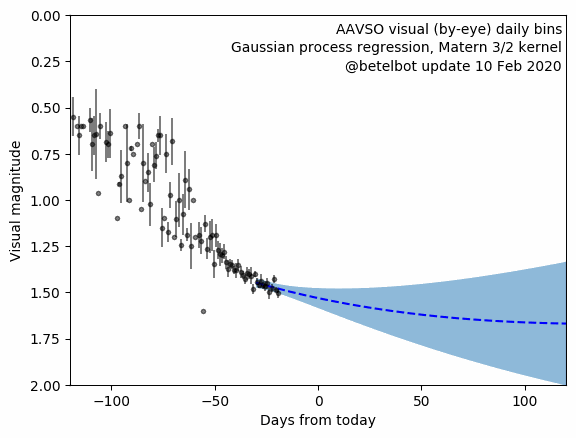 AAVSO visual (by-eye) daily bins
Gaussian process regression, Matern 3/2 kernel
@betelbot update 10 Feb 2020
Visual magnitude
0.00
0.25
0.50
0.75
1.00
1.25
1.50
1.75
2.00
−100
−50
0
50
100
Days from today